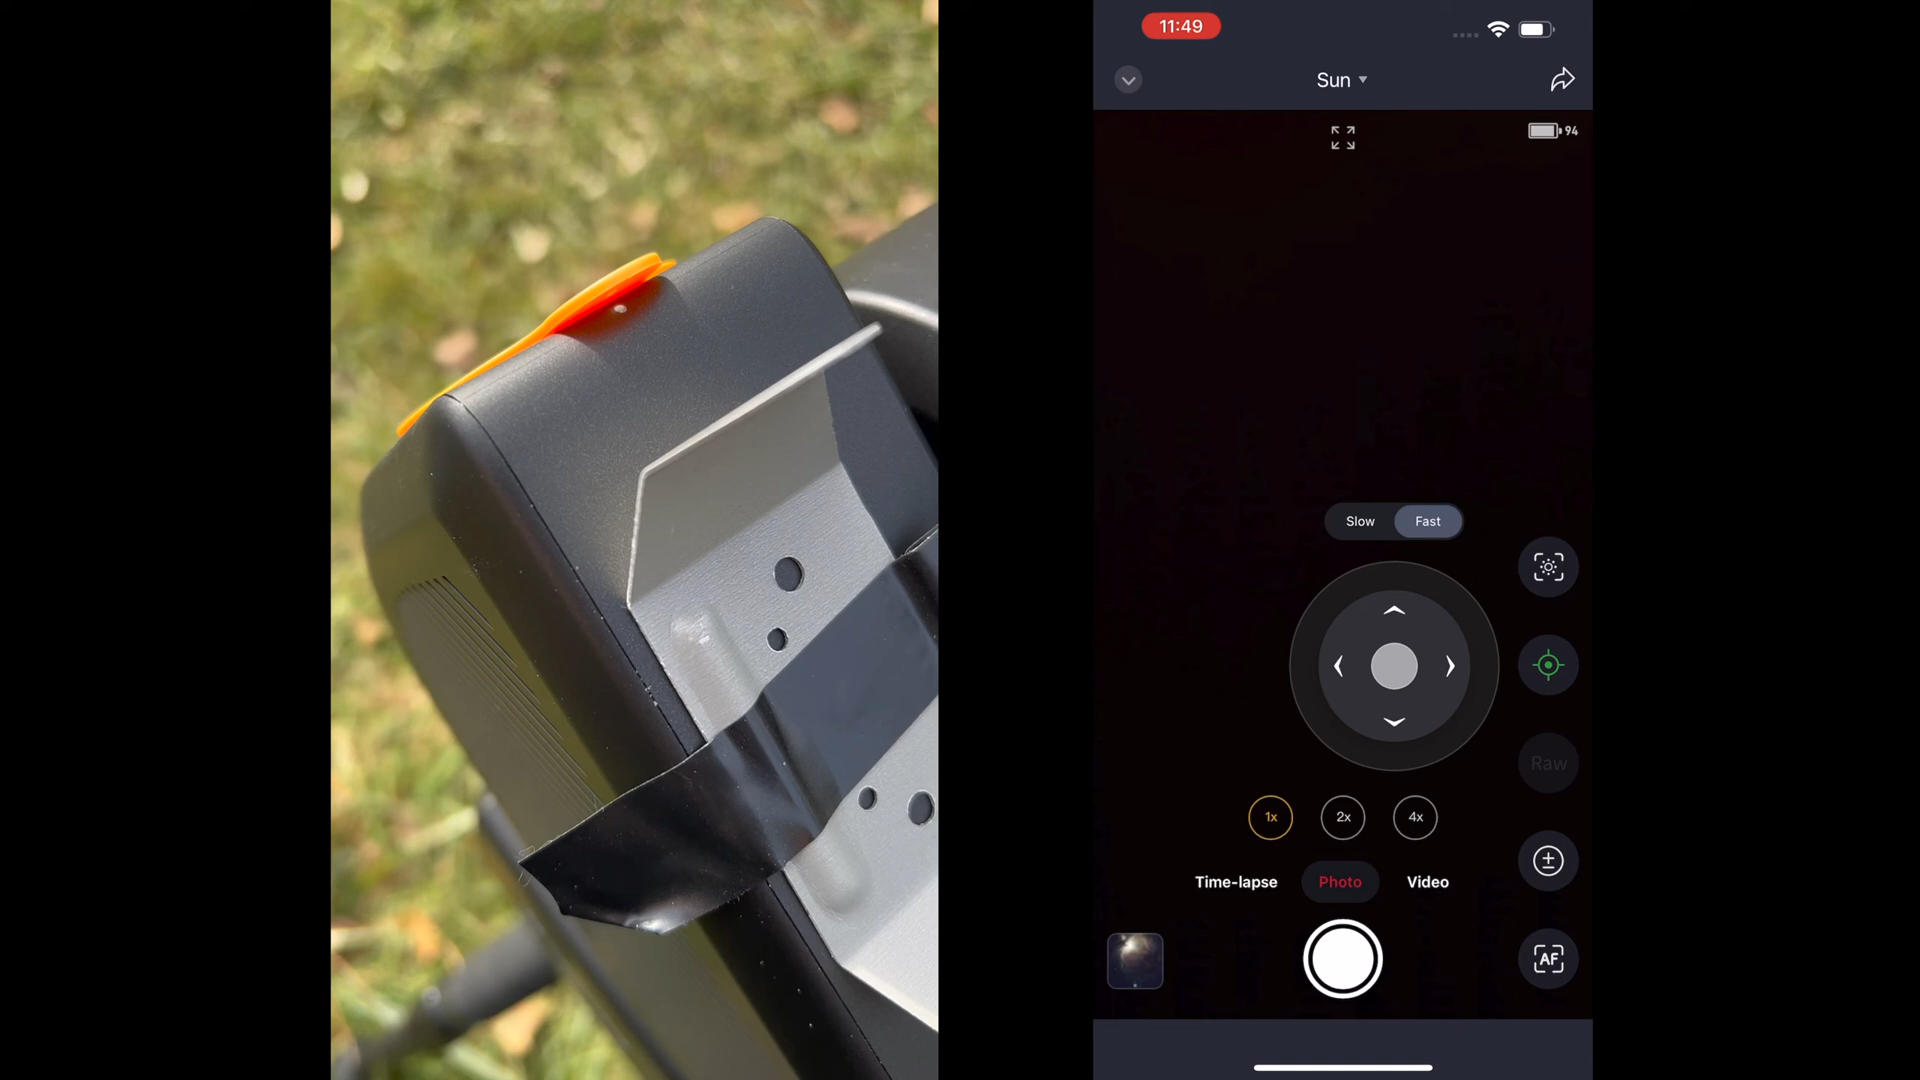 11:49
Sun
94
Slow Fast
Raw
1x 2x 4x
Time-lapse Photo Video
AF